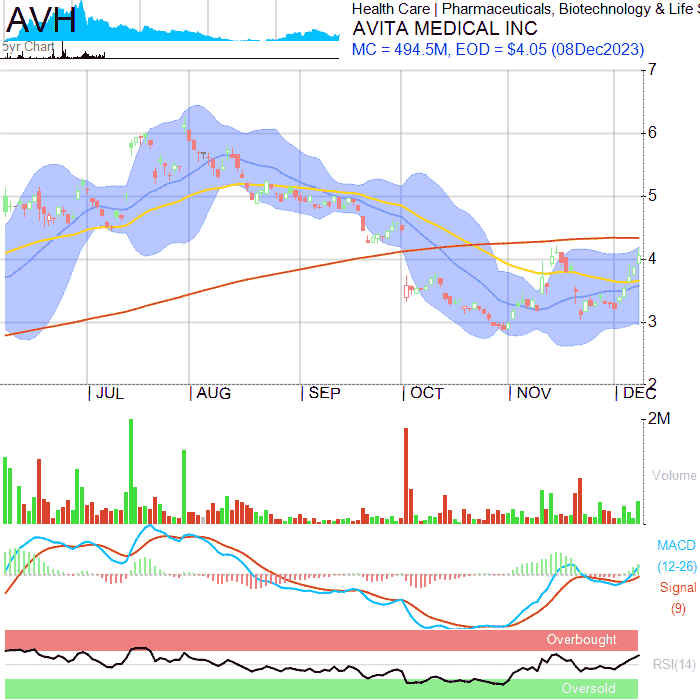 AVH
5yr Chart
Health Care | Pharmaceuticals, Biotechnology & Life S
AVITA MEDICAL INC
MC = 494.5M, EOD = $4.05 (08Dec2023)
7
6
5
4
3
2
JUL AUG SEP OCT NOV DEC
2M
Volume
MACD
(12-26)
Signal
(9)
Overbought
RSI(14)
Oversold